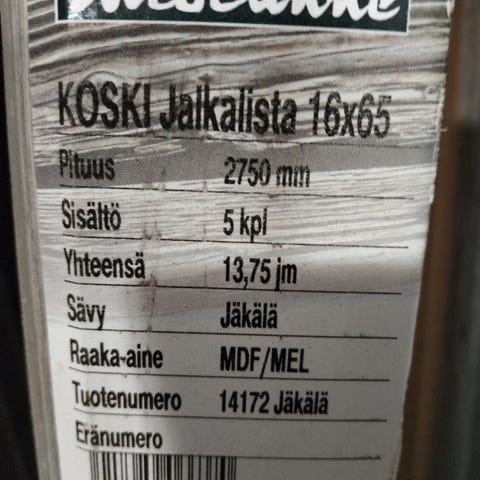 KOSKI Jalkalista 16x65
Pituus 2750 mm
Sisältö 5 kpl
Yhteensä 13,75 jm
Sävy Jäkälä
Raaka-aine MDF/MEL
Tuotenumero 14172 Jäkälä
Eränumero